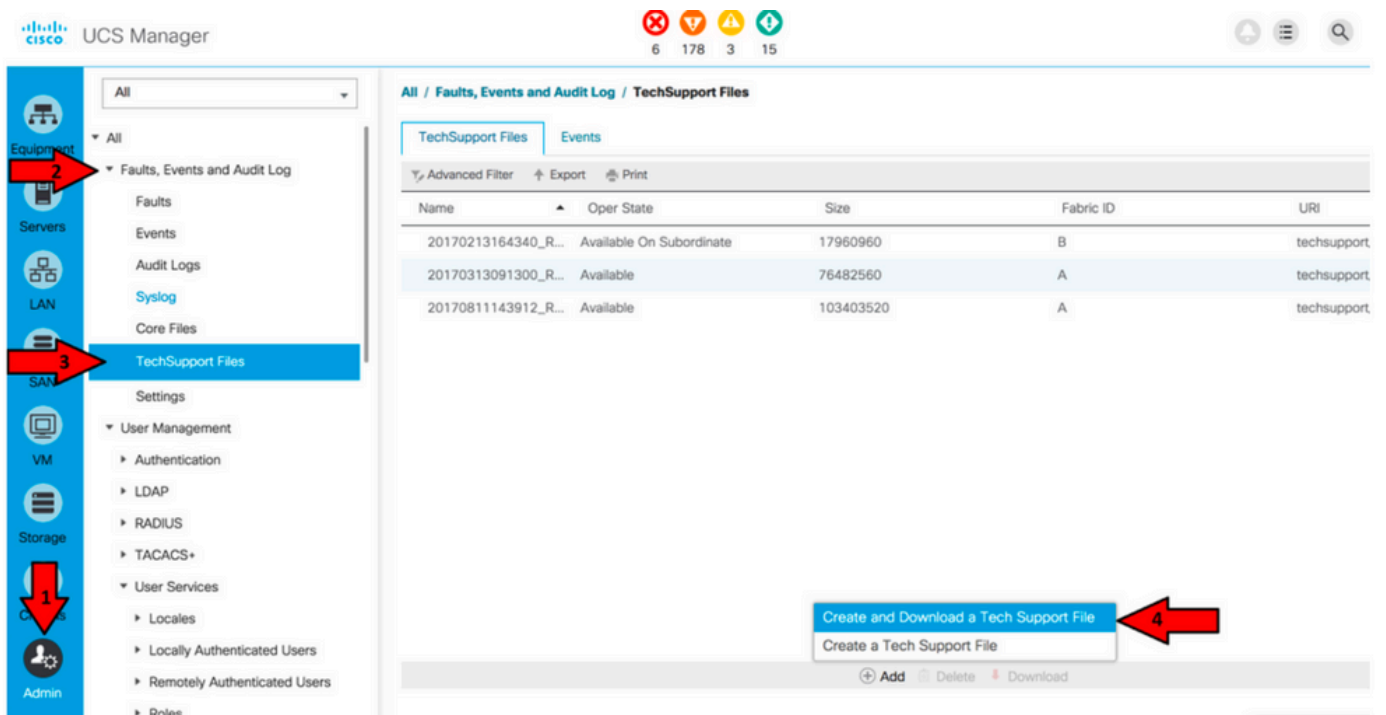 cisco UCS Manager
6 178 3 15
All
All / Faults, Events and Audit Log / TechSupport Files
All
TechSupport Files Events
Equipment
2
Faults, Events and Audit Log
Advanced Filter Export Print
Faults
Name Oper State Size Fabric ID URI
Servers
Events
20170213164340_R... Available On Subordinate 17960960 B techsupport
Audit Logs
20170313091300_R... Available 76482560 A techsupport
LAN
Syslog
20170811143912_R... Available 103403520 A techsupport
Core Files
3
TechSupport Files
SAN
Settings
User Management
VM
Authentication
LDAP
RADIUS
Storage
TACACS+
1
User Services
Locales
Create and Download a Tech Support File
4
Locally Authenticated Users
Create a Tech Support File
Admin
Remotely Authenticated Users
Add Delete Download
Roles